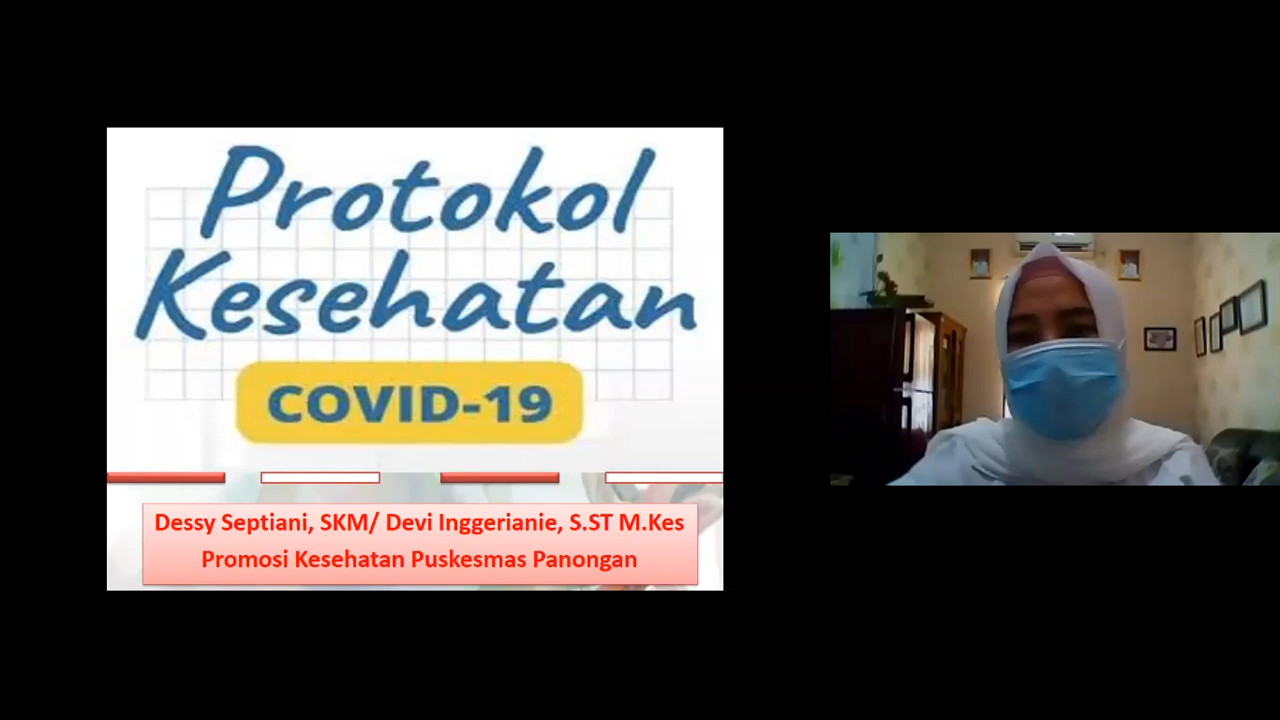 Protokol
Kesehatan
COVID-19
Dessy Septiani, SKM/ Devi Inggerianie, S.ST M.Kes
Promosi Kesehatan Puskesmas Panongan